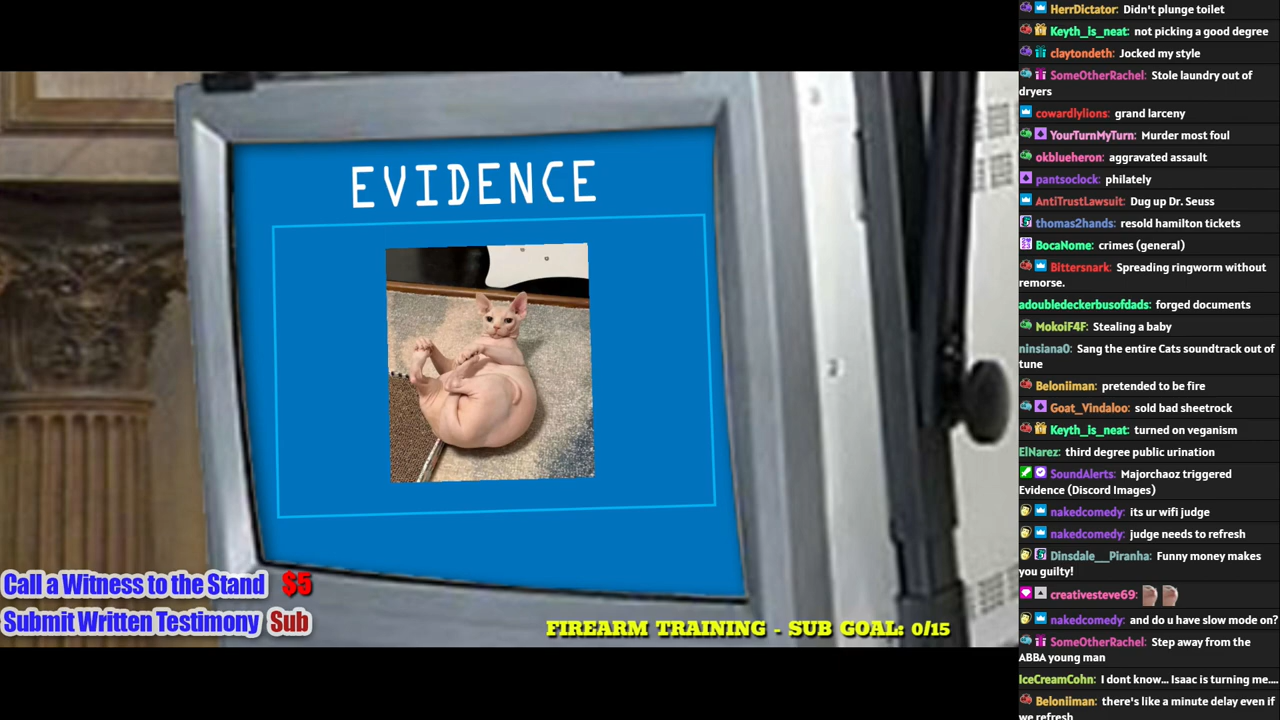 EVIDENCE
Call a Witness to the Stand $5
Submit Written Testimony Sub
FIREARM TRAINING - SUB GOAL: 0/15
HerrDictator: Didn't plunge toilet
Keyth_is_neat: not picking a good degree
claytondeth: Jocked my style
SomeOtherRachel: Stole laundry out of
dryers
cowardlylions: grand larceny
YourTurnMyTurn: Murder most foul
okblueheron: aggravated assault
pantsoclock: philately
AntiTrustLawsuit: Dug up Dr. Seuss
thomas2hands: resold hamilton tickets
BocaNome: crimes (general)
Bittersnark: Spreading ringworm without
remorse.
adoubledeckerbusofdads: forged documents
MokoiF4F: Stealing a baby
ninsiana0: Sang the entire Cats soundtrack out of
tune
Beloniiman: pretended to be fire
Goat_Vindaloo: sold bad sheetrock
Keyth_is_neat: turned on veganism
ElNarez: third degree public urination
SoundAlerts: Majorchaoz triggered
Evidence (Discord Images)
nakedcomedy: its ur wifi judge
nakedcomedy: judge needs to refresh
Dinsdale__Piranha: Funny money makes
you guilty!
creativesteve69:
nakedcomedy: and do u have slow mode on?
SomeOtherRachel: Step away from the
ABBA young man
IceCreamCohn: I dont know... Isaac is turning me....
Beloniiman: there's like a minute delay even if
we refresh